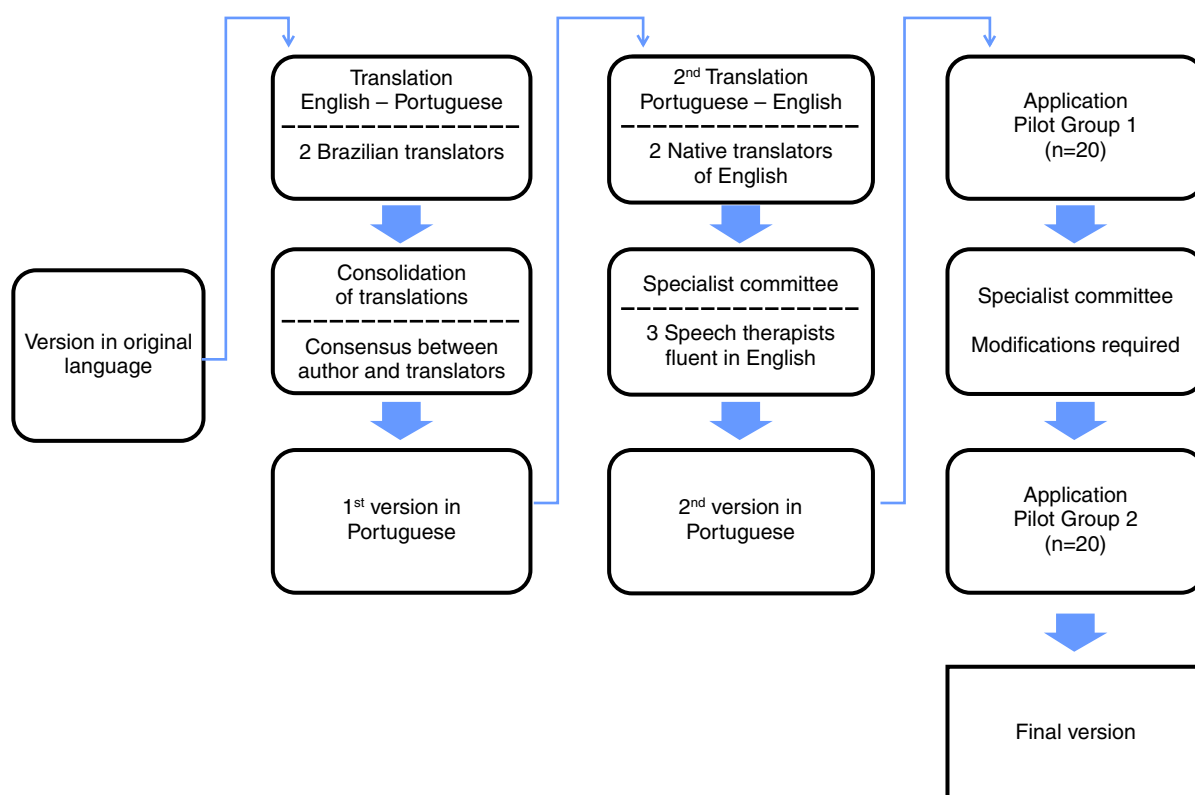 Version in original
language
Translation
English – Portuguese
2 Brazilian translators
Consolidation
of translations
Consensus between
author and translators
1st version in
Portuguese
2nd Translation
Portuguese – English
2 Native translators
of English
Specialist committee
3 Speech therapists
fluent in English
2nd version in
Portuguese
Application
Pilot Group 1
(n=20)
Specialist committee
Modifications required
Application
Pilot Group 2
(n=20)
Final version